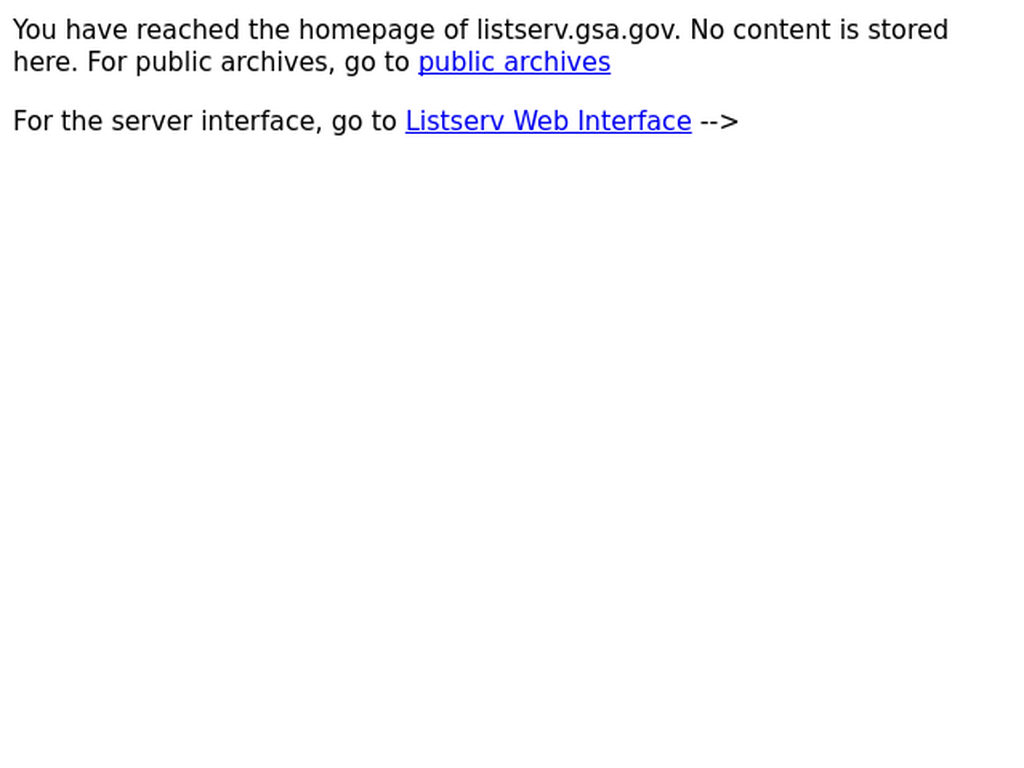 You have reached the homepage of listserv.gsa.gov. No content is stored
here. For public archives, go to public archives
For the server interface, go to Listserv Web Interface -->